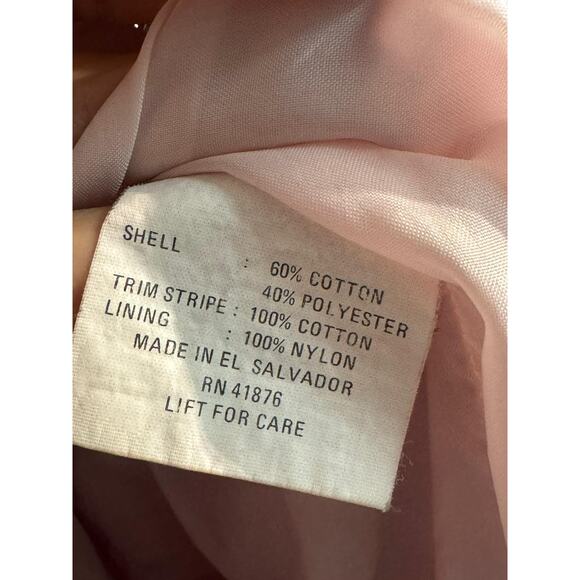 SHELL : 60% COTTON
40% POLYESTER
TRIM STRIPE : 100% COTTON
LINING : 100% NYLON
MADE IN EL SALVADOR
RN 41876
LIFT FOR CARE